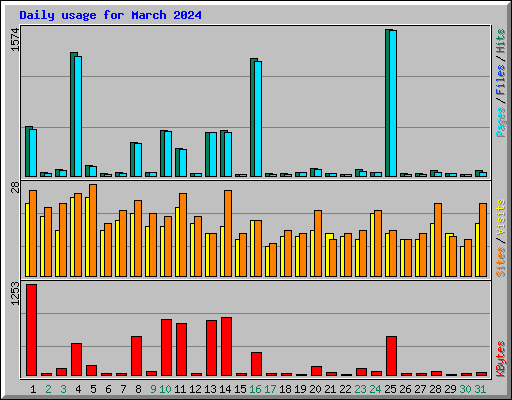 Daily usage for March 2024
1574
Pages / Files / Hits
28
Sites / Visits
1253
KBytes
1 2 3 4 5 6 7 8 9 10 11 12 13 14 15 16 17 18 19 20 21 22 23 24 25 26 27 28 29 30 31